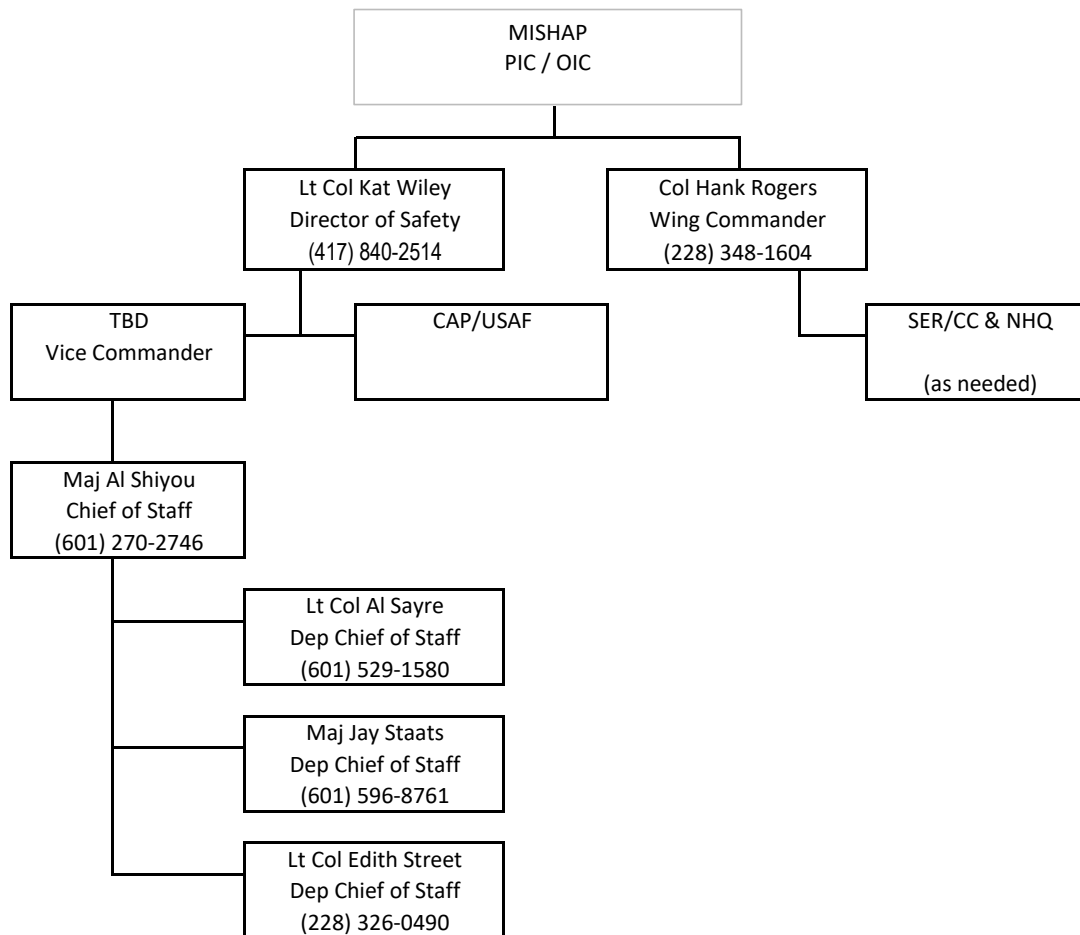 MISHAP
PIC / OIC
Lt Col Kat Wiley
Director of Safety
(417) 840-2514
Col Hank Rogers
Wing Commander
(228) 348-1604
TBD
Vice Commander
CAP/USAF
SER/CC & NHQ
(as needed)
Maj Al Shiyou
Chief of Staff
(601) 270-2746
Lt Col Al Sayre
Dep Chief of Staff
(601) 529-1580
Maj Jay Staats
Dep Chief of Staff
(601) 596-8761
Lt Col Edith Street
Dep Chief of Staff
(228) 326-0490